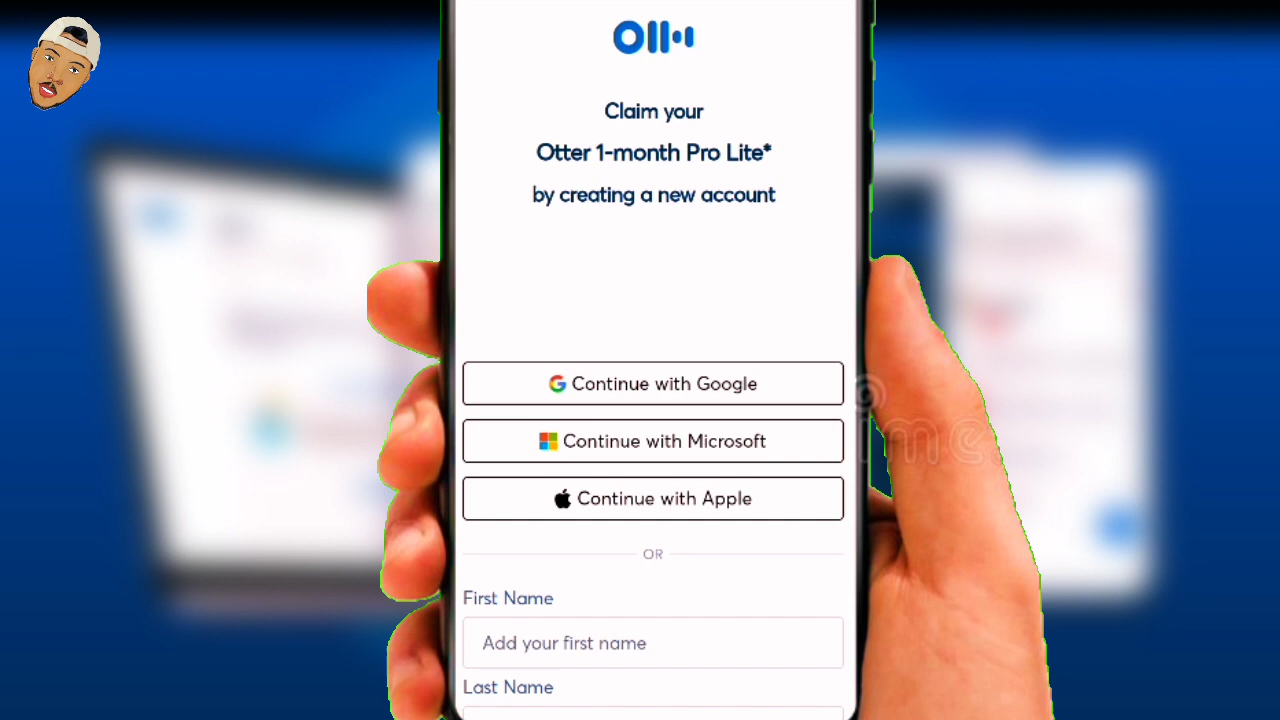 Claim your
Otter 1-month Pro Lite*
by creating a new account
Continue with Google
Continue with Microsoft
Continue with Apple
OR
First Name
Add your first name
Last Name